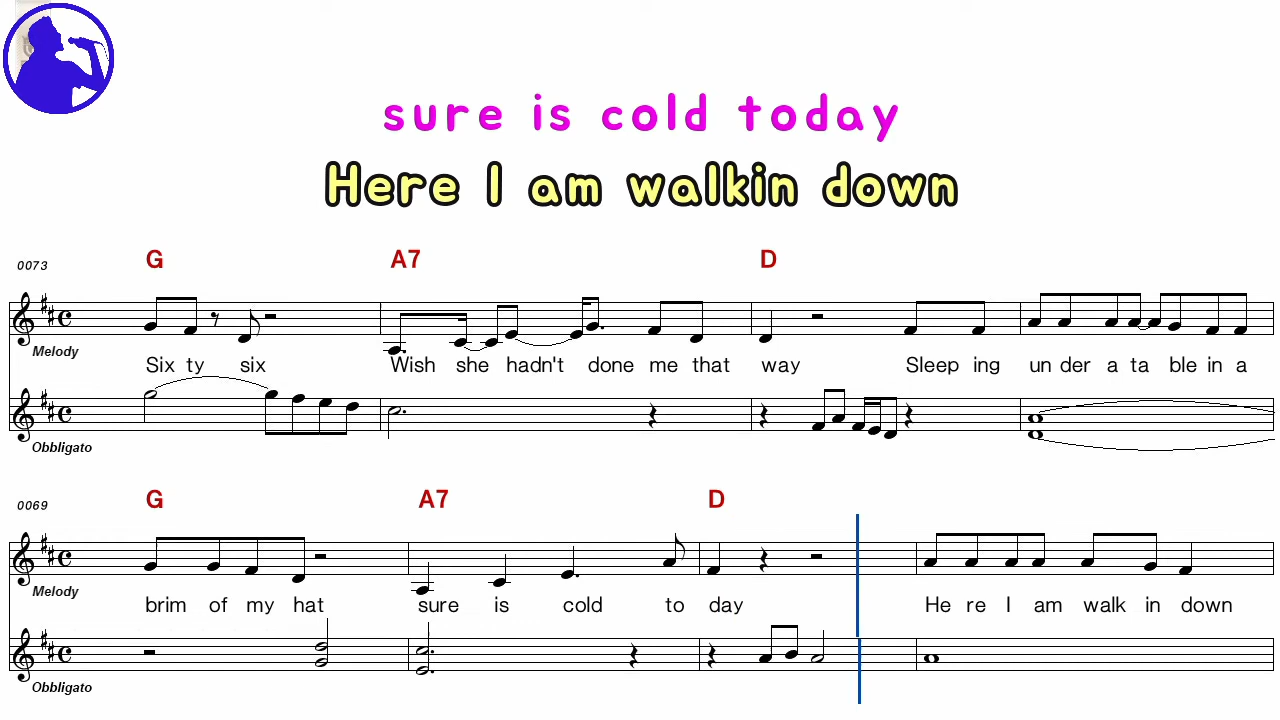 sure is cold today
Here I am walkin down
0073 G A7 D
Melody
Six ty six Wish she hadn't done me that way Sleep ing un der a ta ble in a
Obbligato
0069 G A7 D
Melody
brim of my hat sure is cold to day He re I am walk in down
Obbligato